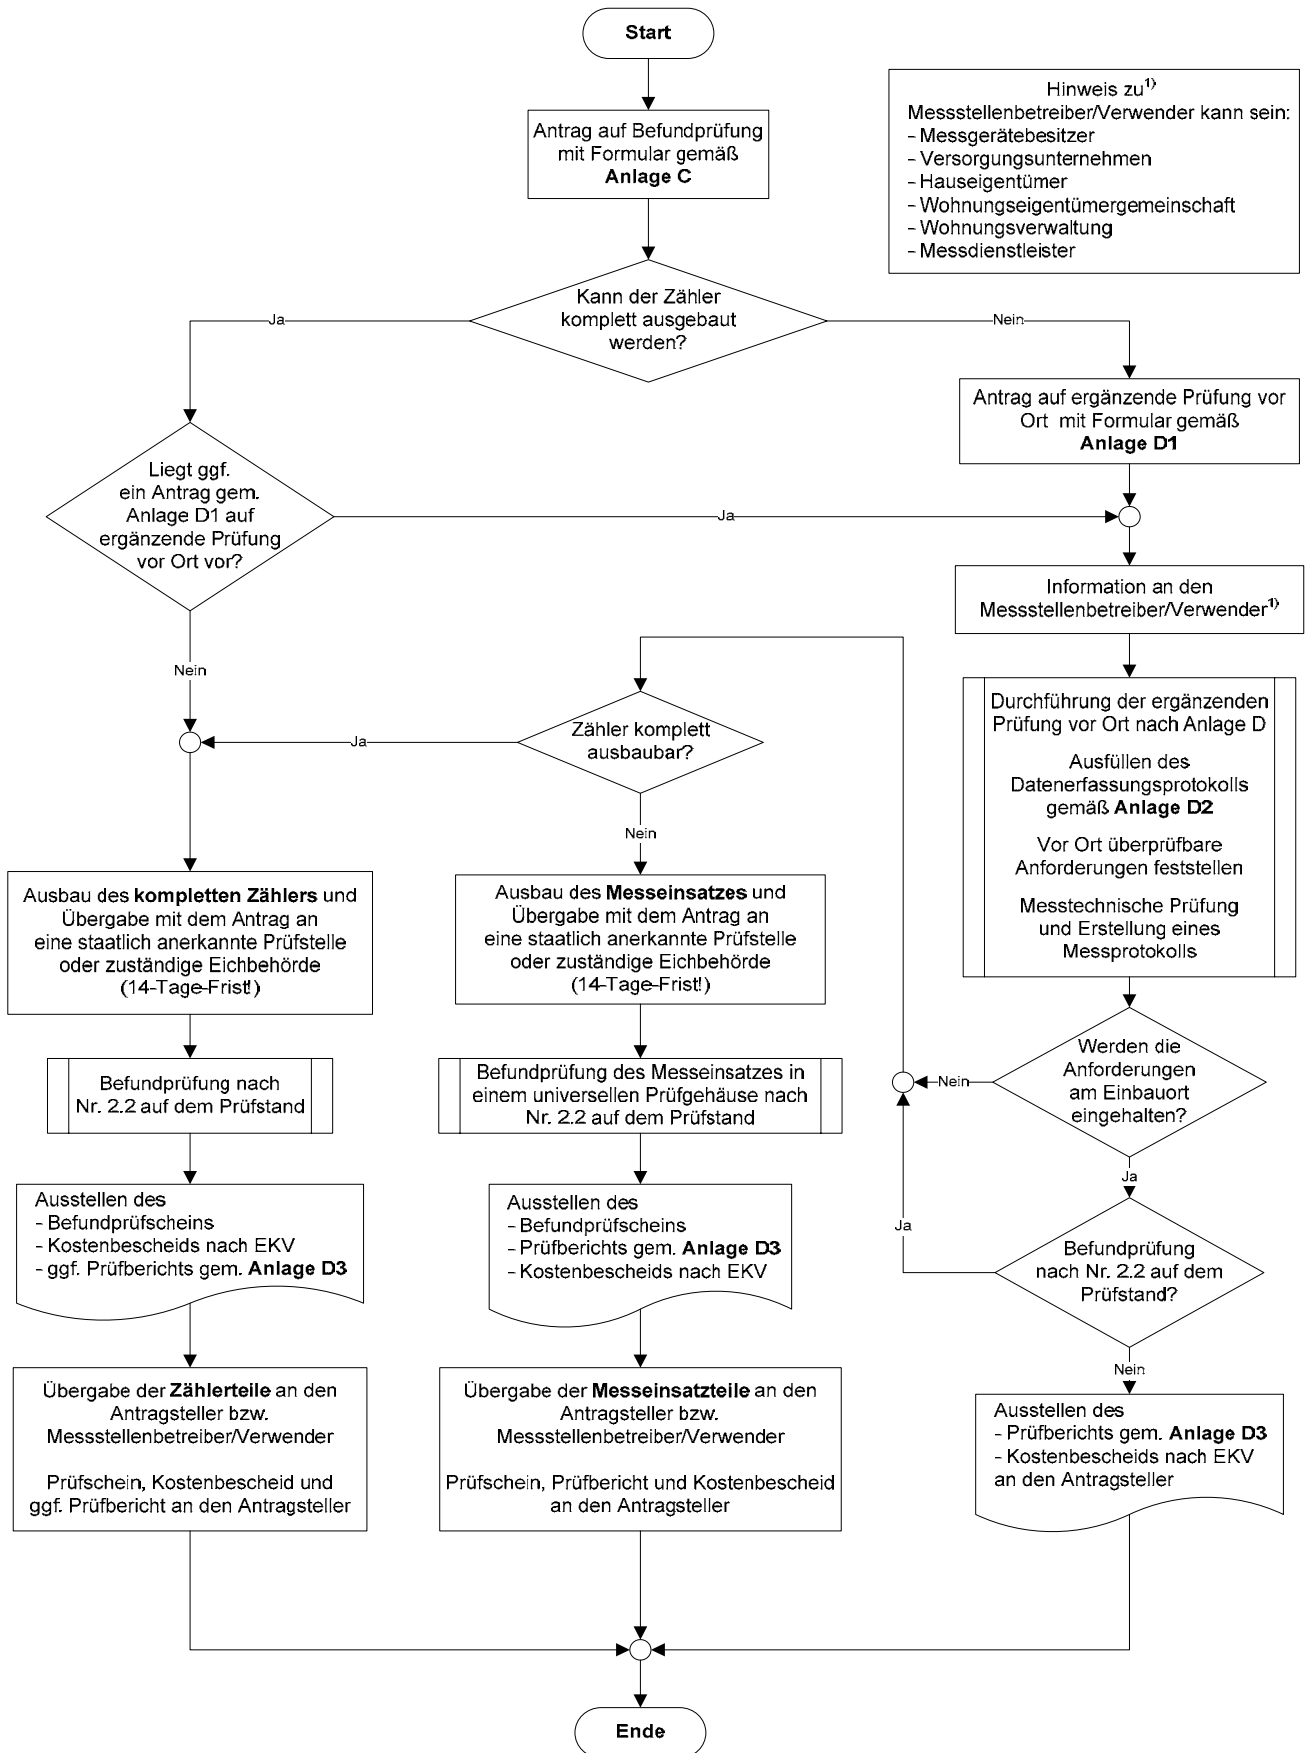 Start
Hinweis zu1)
Messstellenbetreiber/Verwender kann sein:
- Messgerätebesitzer
- Versorgungsunternehmen
- Hauseigentümer
- Wohnungseigentümergemeinschaft
- Wohnungsverwaltung
- Messdienstleister
Antrag auf Befundprüfung
mit Formular gemäß
Anlage C
Kann der Zähler
komplett ausgebaut
werden?
Ja
Nein
Antrag auf ergänzende Prüfung vor
Ort mit Formular gemäß
Anlage D1
Liegt ggf.
ein Antrag gem.
Anlage D1 auf
ergänzende Prüfung
vor Ort vor?
Ja
Nein
Information an den
Messstellenbetreiber/Verwender1)
Durchführung der ergänzenden
Prüfung vor Ort nach Anlage D
Ausfüllen des
Datenerfassungsprotokolls
gemäß Anlage D2
Vor Ort überprüfbare
Anforderungen feststellen
Messtechnische Prüfung
und Erstellung eines
Messprotokolls
Zähler komplett
ausbaubar?
Ja
Nein
Ausbau des kompletten Zählers und
Übergabe mit dem Antrag an
eine staatlich anerkannte Prüfstelle
oder zuständige Eichbehörde
(14-Tage-Frist!)
Ausbau des Messeinsatzes und
Übergabe mit dem Antrag an
eine staatlich anerkannte Prüfstelle
oder zuständige Eichbehörde
(14-Tage-Frist!)
Werden die
Anforderungen
am Einbauort
eingehalten?
Nein
Ja
Befundprüfung nach
Nr. 2.2 auf dem Prüfstand
Befundprüfung des Messeinsatzes in
einem universellen Prüfgehäuse nach
Nr. 2.2 auf dem Prüfstand
Befundprüfung
nach Nr. 2.2 auf dem
Prüfstand?
Ja
Nein
Ausstellen des
- Befundprüfscheins
- Kostenbescheids nach EKV
- ggf. Prüfberichts gem. Anlage D3
Ausstellen des
- Befundprüfscheins
- Prüfberichts gem. Anlage D3
- Kostenbescheids nach EKV
Übergabe der Zählerteile an den
Antragsteller bzw.
Messstellenbetreiber/Verwender
Prüfschein, Kostenbescheid und
ggf. Prüfbericht an den Antragsteller
Übergabe der Messeinsatzteile an den
Antragsteller bzw.
Messstellenbetreiber/Verwender
Prüfschein, Prüfbericht und Kostenbescheid
an den Antragsteller
Ausstellen des
- Prüfberichts gem. Anlage D3
- Kostenbescheids nach EKV
an den Antragsteller
Ende